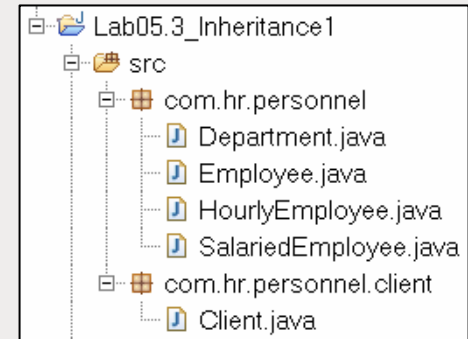 Lab05.3_Inheritance1
src
com.hr.personnel
Department.java
Employee.java
HourlyEmployee.java
SalariedEmployee.java
com.hr.personnel.client
Client.java